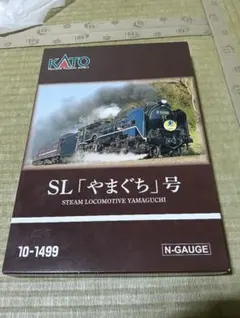 KATO
SL「やまぐち」号
STEAM LOCOMOTIVE YAMAGUCHI
10-1499
N-GAUGE